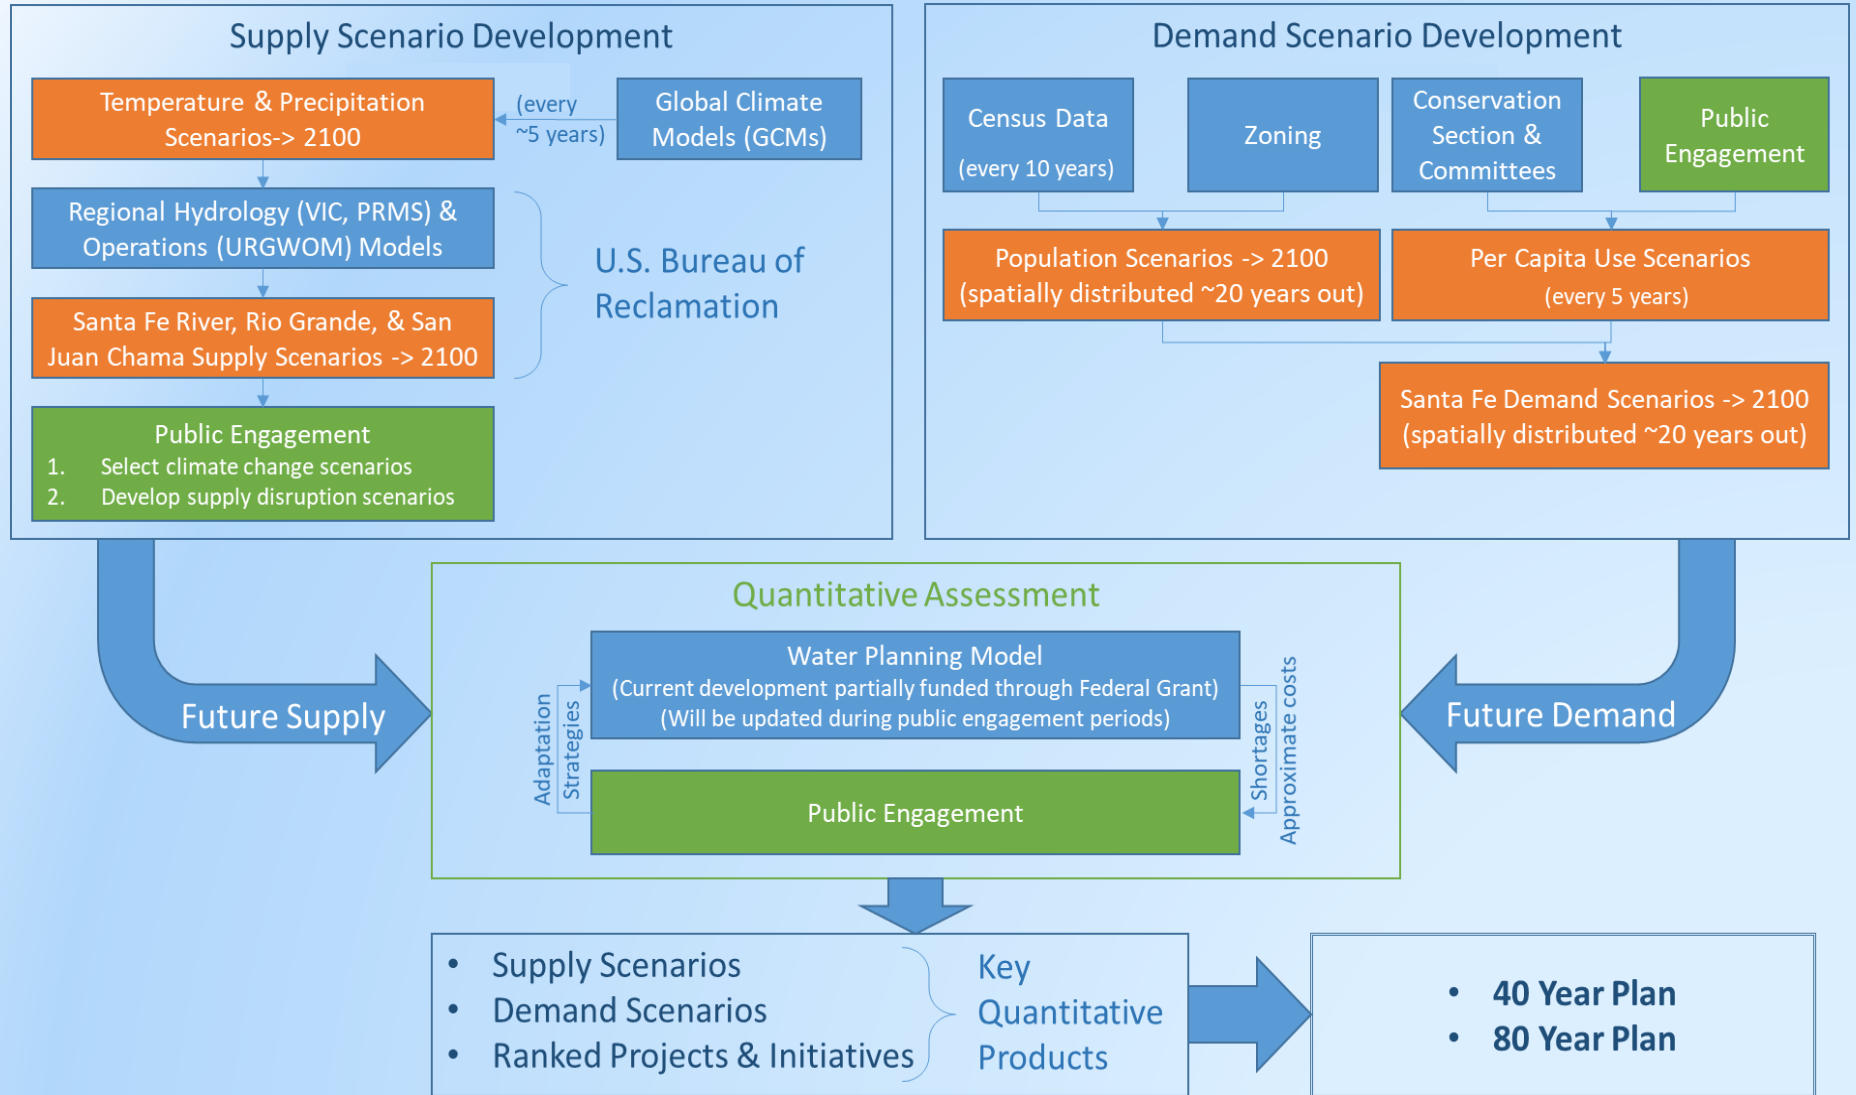 Supply Scenario Development
Temperature & Precipitation
Scenarios-> 2100
(every
~5 years)
Global Climate
Models (GCMs)
Regional Hydrology (VIC, PRMS) &
Operations (URGWOM) Models
U.S. Bureau of
Reclamation
Santa Fe River, Rio Grande, & San
Juan Chama Supply Scenarios -> 2100
Public Engagement
1. Select climate change scenarios
2. Develop supply disruption scenarios
Demand Scenario Development
Census Data
(every 10 years)
Zoning
Conservation
Section &
Committees
Public
Engagement
Population Scenarios -> 2100
(spatially distributed ~20 years out)
Per Capita Use Scenarios
(every 5 years)
Santa Fe Demand Scenarios -> 2100
(spatially distributed ~20 years out)
Future Supply
Quantitative Assessment
Water Planning Model
(Current development partially funded through Federal Grant)
(Will be updated during public engagement periods)
Adaptation
Strategies
Shortages
Approximate costs
Public Engagement
Future Demand
• Supply Scenarios
• Demand Scenarios
• Ranked Projects & Initiatives
Key
Quantitative
Products
• 40 Year Plan
• 80 Year Plan